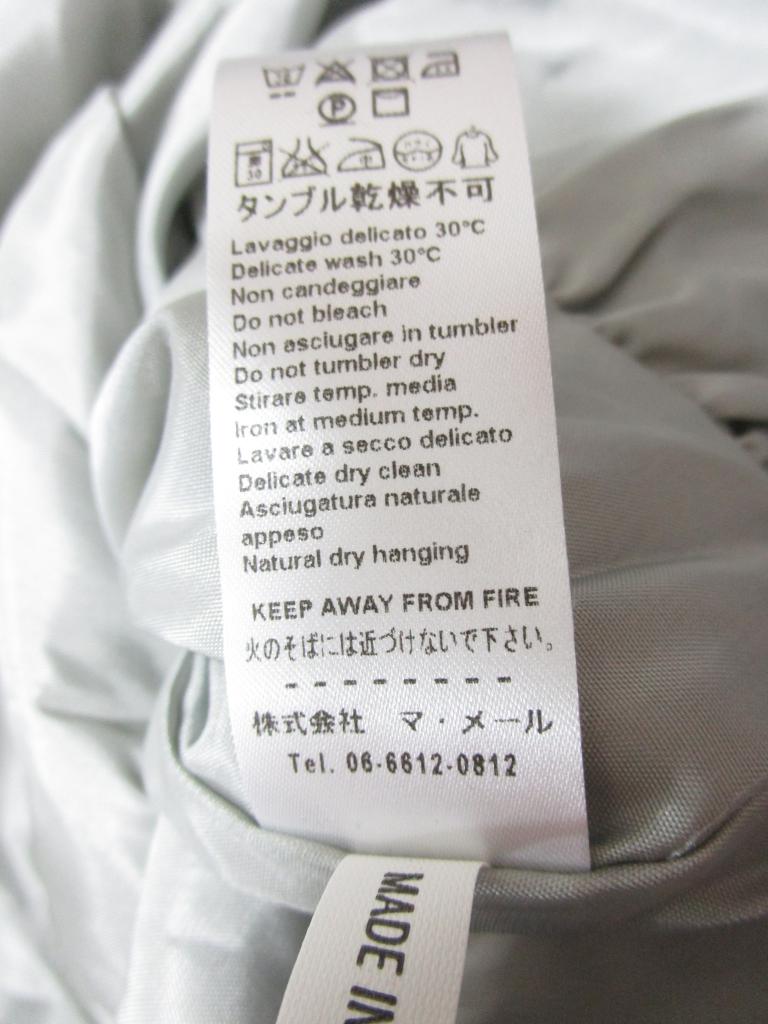 タンブル乾燥不可
Lavaggio delicato 30°C
Delicate wash 30°C
Non candeggiare
Do not bleach
Non asciugare in tumbler
Do not tumbler dry
Stirare temp. media
Iron at medium temp.
Lavare a secco delicato
Delicate dry clean
Asciugatura naturale
appeso
Natural dry hanging
KEEP AWAY FROM FIRE
火のそばには近づけないで下さい。
--------
株式会社 マ・メール
Tel. 06-6612-0812
MADE IN